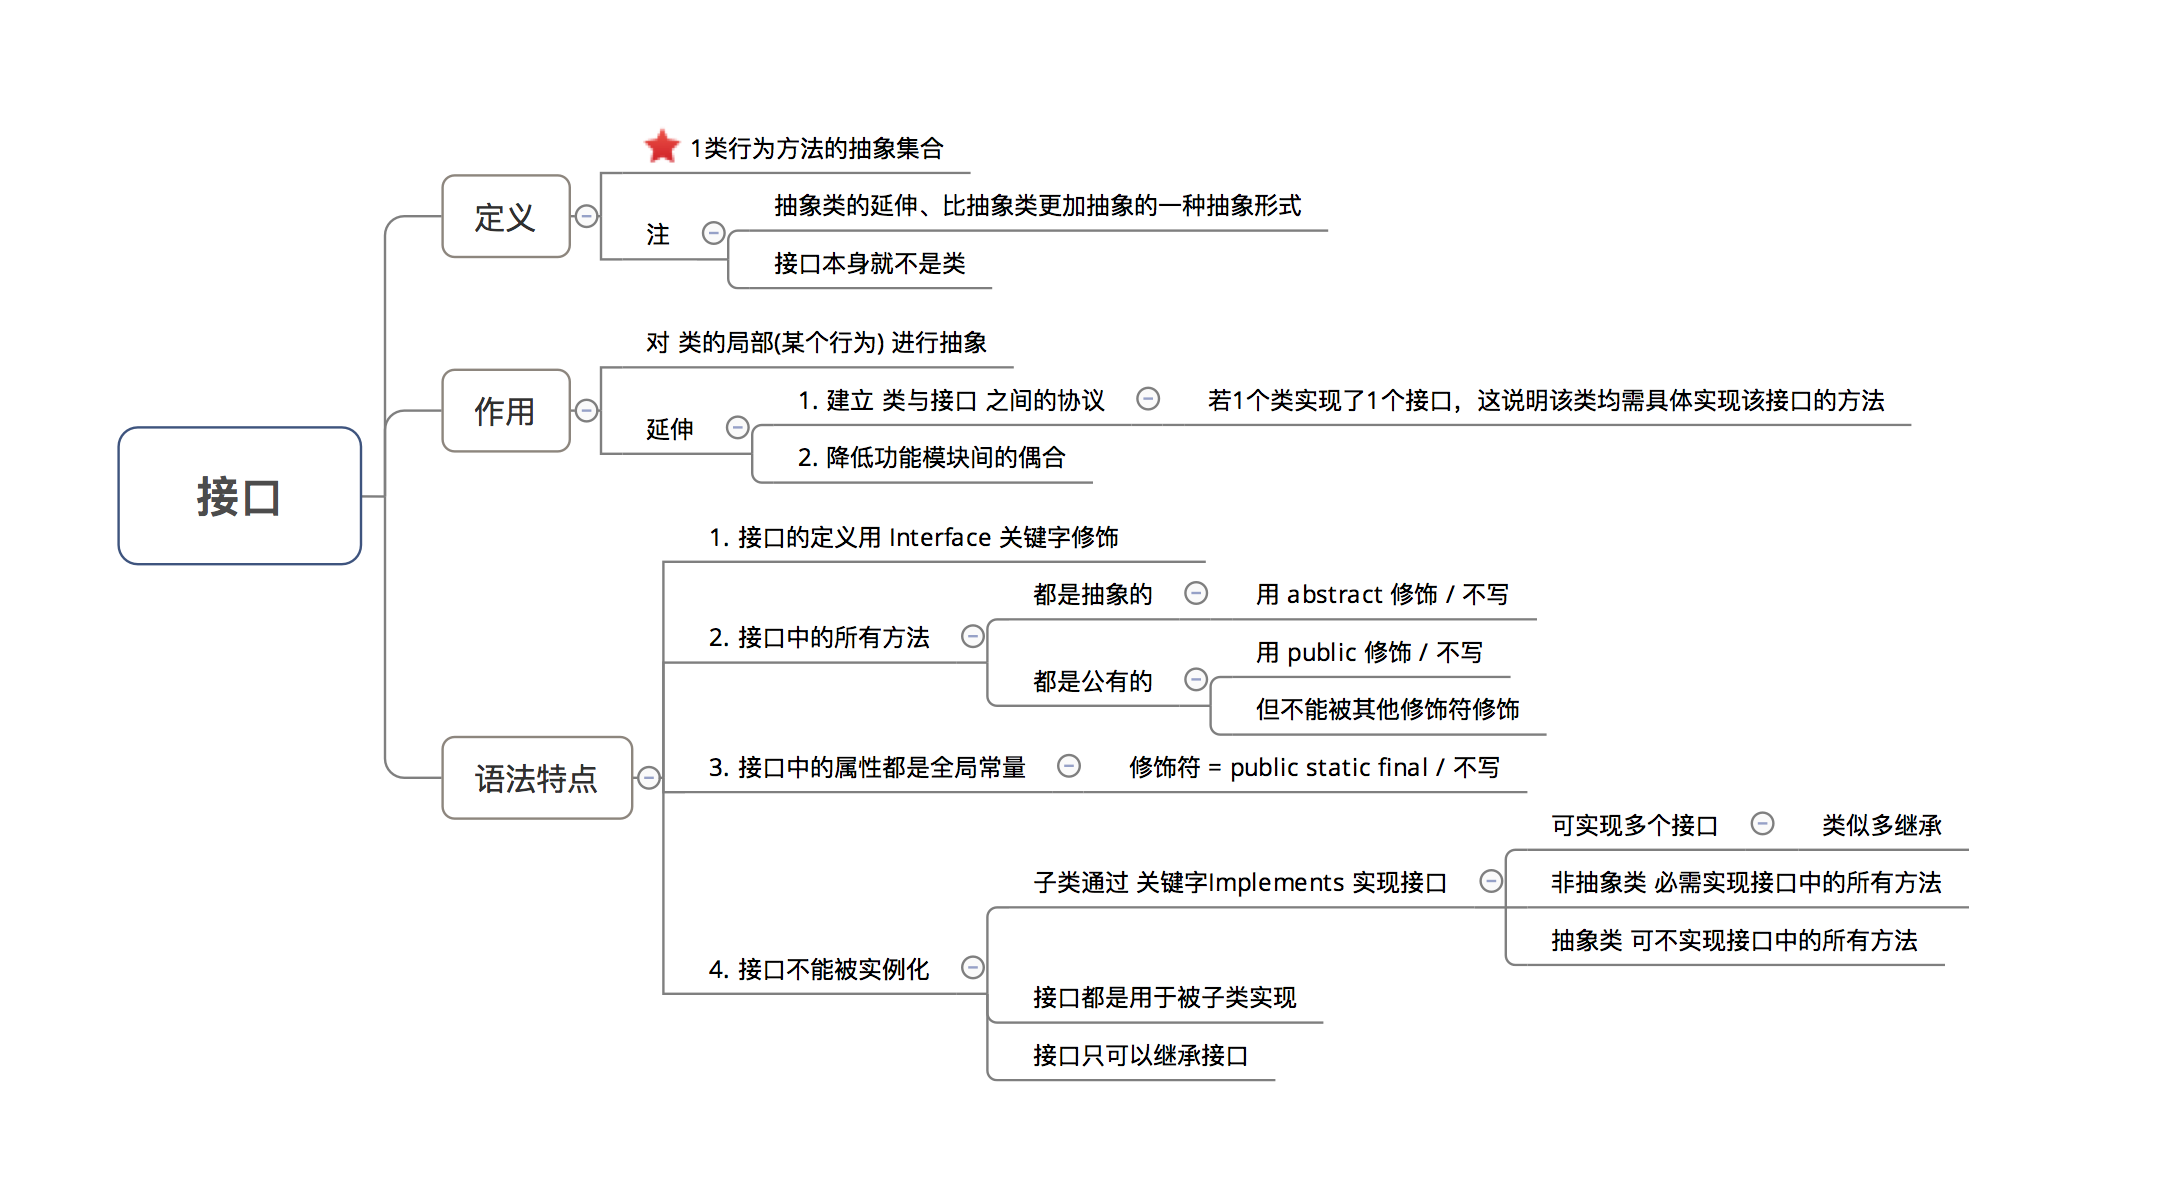 接口
定义
1类行为方法的抽象集合
注
抽象类的延伸、比抽象类更加抽象的一种抽象形式
接口本身就不是类
作用
对 类的局部(某个行为) 进行抽象
延伸
1. 建立 类与接口 之间的协议
若1个类实现了1个接口，这说明该类均需具体实现该接口的方法
2. 降低功能模块间的偶合
语法特点
1. 接口的定义用 Interface 关键字修饰
2. 接口中的所有方法
都是抽象的
用 abstract 修饰 / 不写
都是公有的
用 public 修饰 / 不写
但不能被其他修饰符修饰
3. 接口中的属性都是全局常量
修饰符 = public static final / 不写
4. 接口不能被实例化
子类通过 关键字Implements 实现接口
可实现多个接口
类似多继承
非抽象类 必需实现接口中的所有方法
抽象类 可不实现接口中的所有方法
接口都是用于被子类实现
接口只可以继承接口